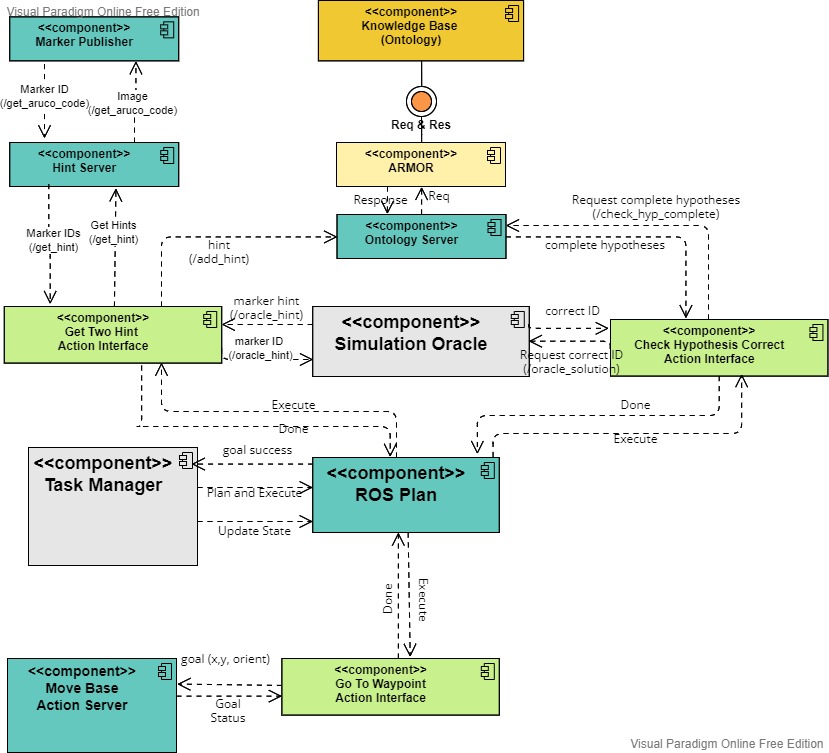 Visual Paradigm Online Free Edition
<<component>>
Marker Publisher
<<component>>
Knowledge Base
(Ontology)
Marker ID
(/get_aruco_code)
Image
(/get_aruco_code)
Req & Res
<<component>>
Hint Server
<<component>>
ARMOR
Response
Req
Request complete hypotheses
(/check_hyp_complete)
<<component>>
Ontology Server
complete hypotheses
Marker IDs
(/get_hint)
Get Hints
(/get_hint)
hint
(/add_hint)
<<component>>
Get Two Hint
Action Interface
marker hint
(/oracle_hint)
marker ID
(/oracle_hint)
<<component>>
Simulation Oracle
correct ID
Request correct ID
(/oracle_solution)
<<component>>
Check Hypothesis Correct
Action Interface
Execute
Done
Done
Execute
<<component>>
Task Manager
goal success
Plan and Execute
Update State
<<component>>
ROS Plan
Done
Execute
<<component>>
Move Base
Action Server
goal (x,y, orient)
Goal
Status
<<component>>
Go To Waypoint
Action Interface
Visual Paradigm Online Free Edition